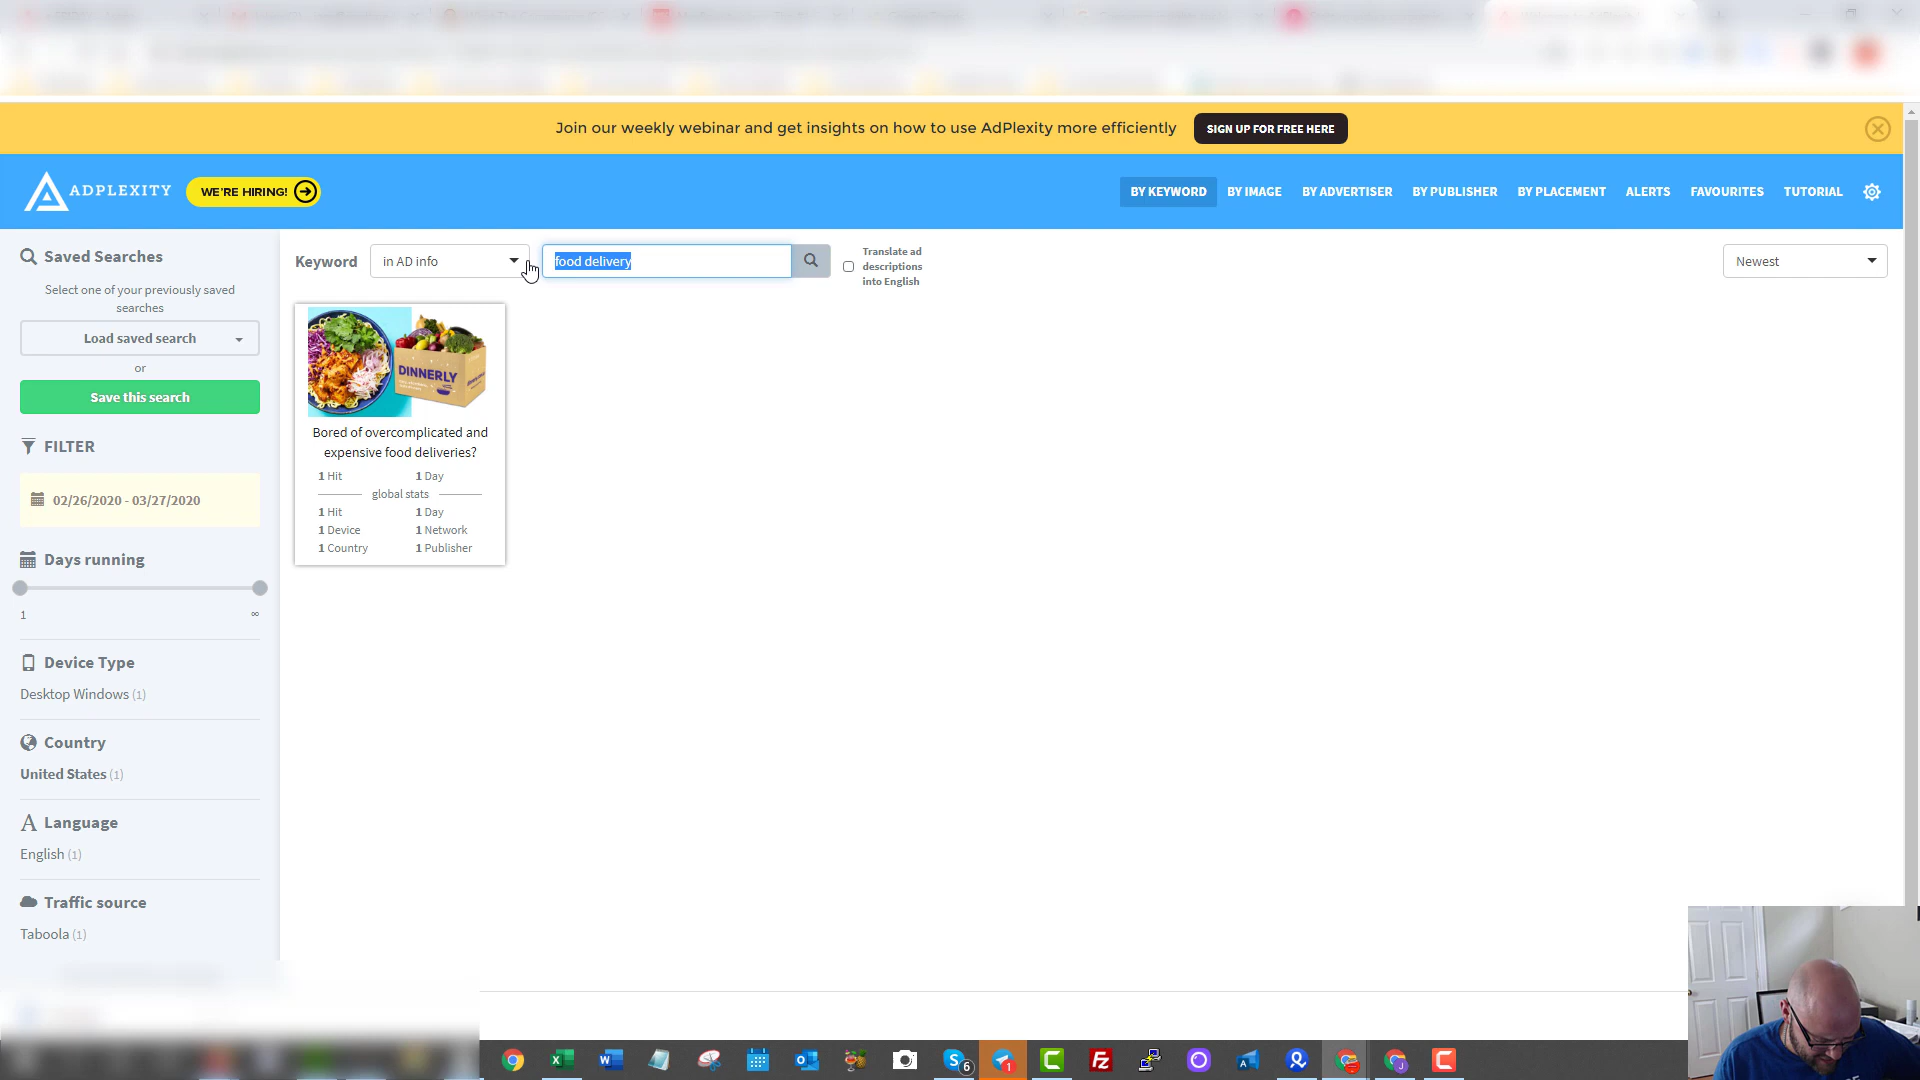 Join our weekly webinar and get insights on how to use AdPlexity more efficiently
SIGN UP FOR FREE HERE
ADPLEXITY
WE'RE HIRING!
BY KEYWORD
BY IMAGE
BY ADVERTISER
BY PUBLISHER
BY PLACEMENT
ALERTS
FAVOURITES
TUTORIAL
Saved Searches
Select one of your previously saved
searches
Load saved search
or
Save this search
FILTER
02/26/2020 - 03/27/2020
Days running
1
∞
Device Type
Desktop Windows (1)
Country
United States (1)
Language
English (1)
Traffic source
Taboola (1)
Keyword
in AD info
food delivery
Translate ad
descriptions
into English
Newest
DINNERLY
Bored of overcomplicated and
expensive food deliveries?
1 Hit
1 Day
global stats
1 Hit
1 Day
1 Device
1 Network
1 Country
1 Publisher
6
1